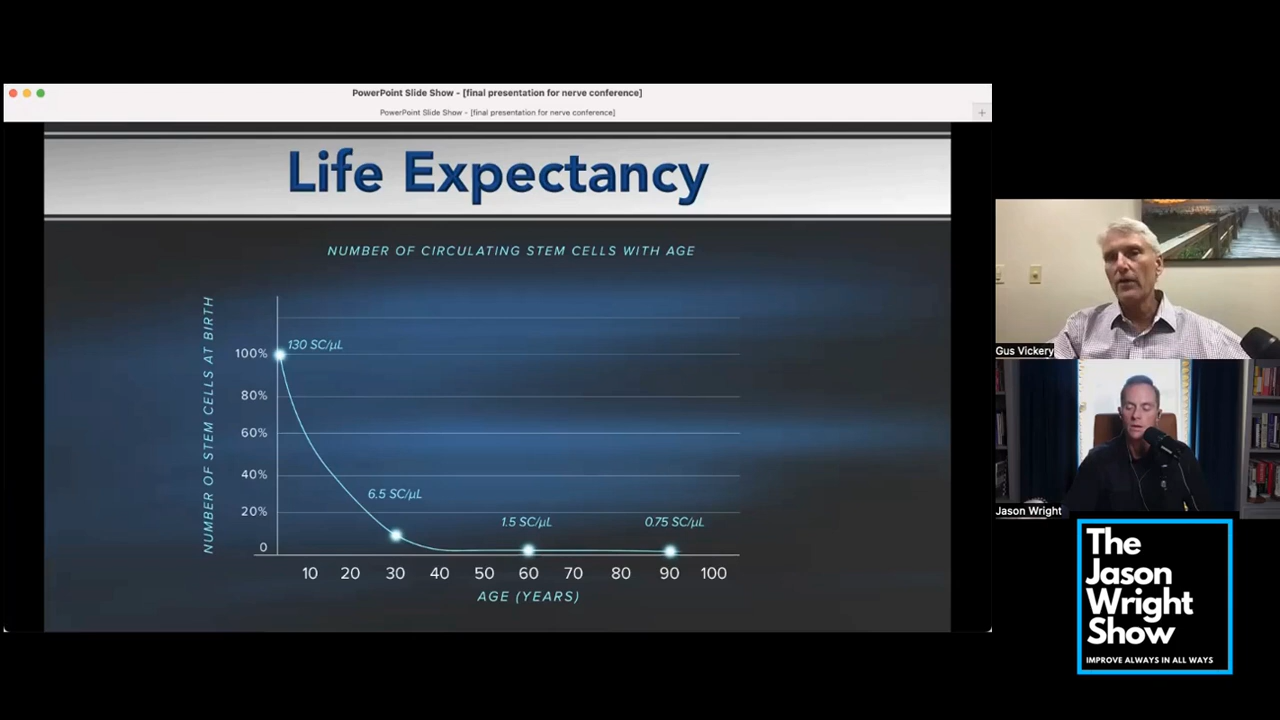 PowerPoint Slide Show - [final presentation for nerve conference]
PowerPoint Slide Show - [final presentation for nerve conference]
+
Life Expectancy
NUMBER OF CIRCULATING STEM CELLS WITH AGE
NUMBER OF STEM CELLS AT BIRTH
100%
80%
60%
40%
20%
0
130 SC/μL
6.5 SC/μL
1.5 SC/μL
0.75 SC/μL
10 20 30 40 50 60 70 80 90 100
AGE (YEARS)
Gus Vickery
Jason Wright
The
Jason
Wright
Show
IMPROVE ALWAYS IN ALL WAYS